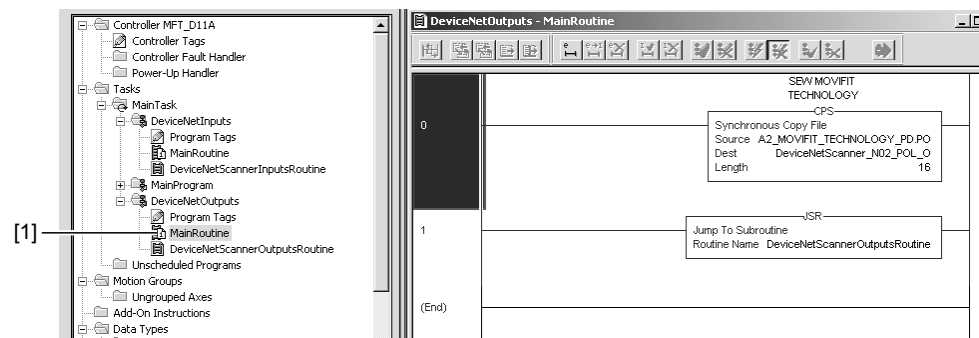 Controller MFT_D11A
Controller Tags
Controller Fault Handler
Power-Up Handler
Tasks
MainTask
DeviceNetInputs
Program Tags
MainRoutine
DeviceNetScannerInputsRoutine
MainProgram
DeviceNetOutputs
Program Tags
[1]
MainRoutine
DeviceNetScannerOutputsRoutine
Unscheduled Programs
Motion Groups
Ungrouped Axes
Add-On Instructions
Data Types
DeviceNetOutputs - MainRoutine
SEW MOVIFIT
TECHNOLOGY
CPS
0
Synchronous Copy File
Source A2_MOVIFIT_TECHNOLOGY_PD.PO
Dest DeviceNetScanner_N02_POL_O
Length 16
JSR
1
Jump To Subroutine
Routine Name DeviceNetScannerOutputsRoutine
(End)